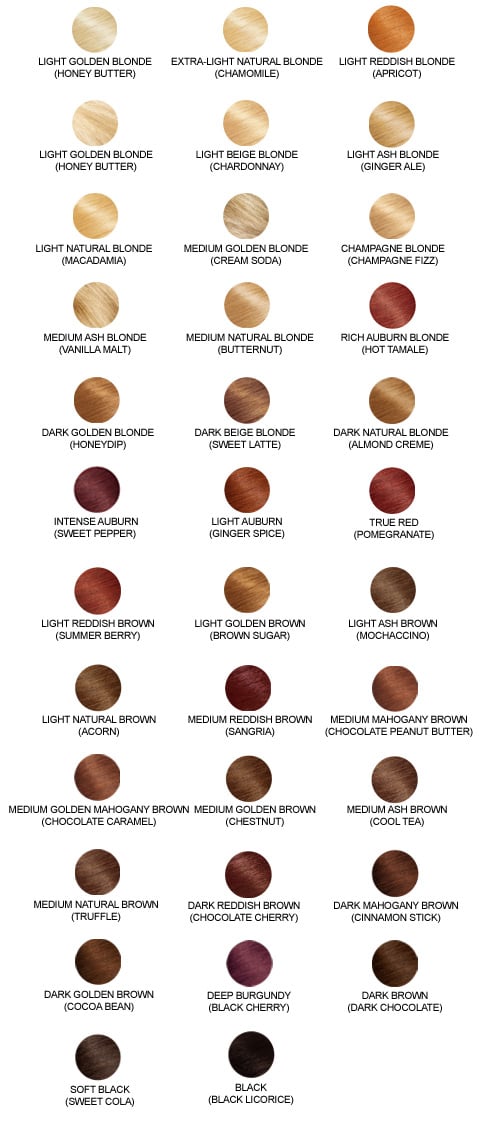 LIGHT GOLDEN BLONDE
(HONEY BUTTER)
EXTRA-LIGHT NATURAL BLONDE
(CHAMOMILE)
LIGHT REDDISH BLONDE
(APRICOT)
LIGHT GOLDEN BLONDE
(HONEY BUTTER)
LIGHT BEIGE BLONDE
(CHARDONNAY)
LIGHT ASH BLONDE
(GINGER ALE)
LIGHT NATURAL BLONDE
(MACADAMIA)
MEDIUM GOLDEN BLONDE
(CREAM SODA)
CHAMPAGNE BLONDE
(CHAMPAGNE FIZZ)
MEDIUM ASH BLONDE
(VANILLA MALT)
MEDIUM NATURAL BLONDE
(BUTTERNUT)
RICH AUBURN BLONDE
(HOT TAMALE)
DARK GOLDEN BLONDE
(HONEYDIP)
DARK BEIGE BLONDE
(SWEET LATTE)
DARK NATURAL BLONDE
(ALMOND CREME)
INTENSE AUBURN
(SWEET PEPPER)
LIGHT AUBURN
(GINGER SPICE)
TRUE RED
(POMEGRANATE)
LIGHT REDDISH BROWN
(SUMMER BERRY)
LIGHT GOLDEN BROWN
(BROWN SUGAR)
LIGHT ASH BROWN
(MOCHACCINO)
LIGHT NATURAL BROWN
(ACORN)
MEDIUM REDDISH BROWN
(SANGRIA)
MEDIUM MAHOGANY BROWN
(CHOCOLATE PEANUT BUTTER)
MEDIUM GOLDEN MAHOGANY BROWN
(CHOCOLATE CARAMEL)
MEDIUM GOLDEN BROWN
(CHESTNUT)
MEDIUM ASH BROWN
(COOL TEA)
MEDIUM NATURAL BROWN
(TRUFFLE)
DARK REDDISH BROWN
(CHOCOLATE CHERRY)
DARK MAHOGANY BROWN
(CINNAMON STICK)
DARK GOLDEN BROWN
(COCOA BEAN)
DEEP BURGUNDY
(BLACK CHERRY)
DARK BROWN
(DARK CHOCOLATE)
SOFT BLACK
(SWEET COLA)
BLACK
(BLACK LICORICE)